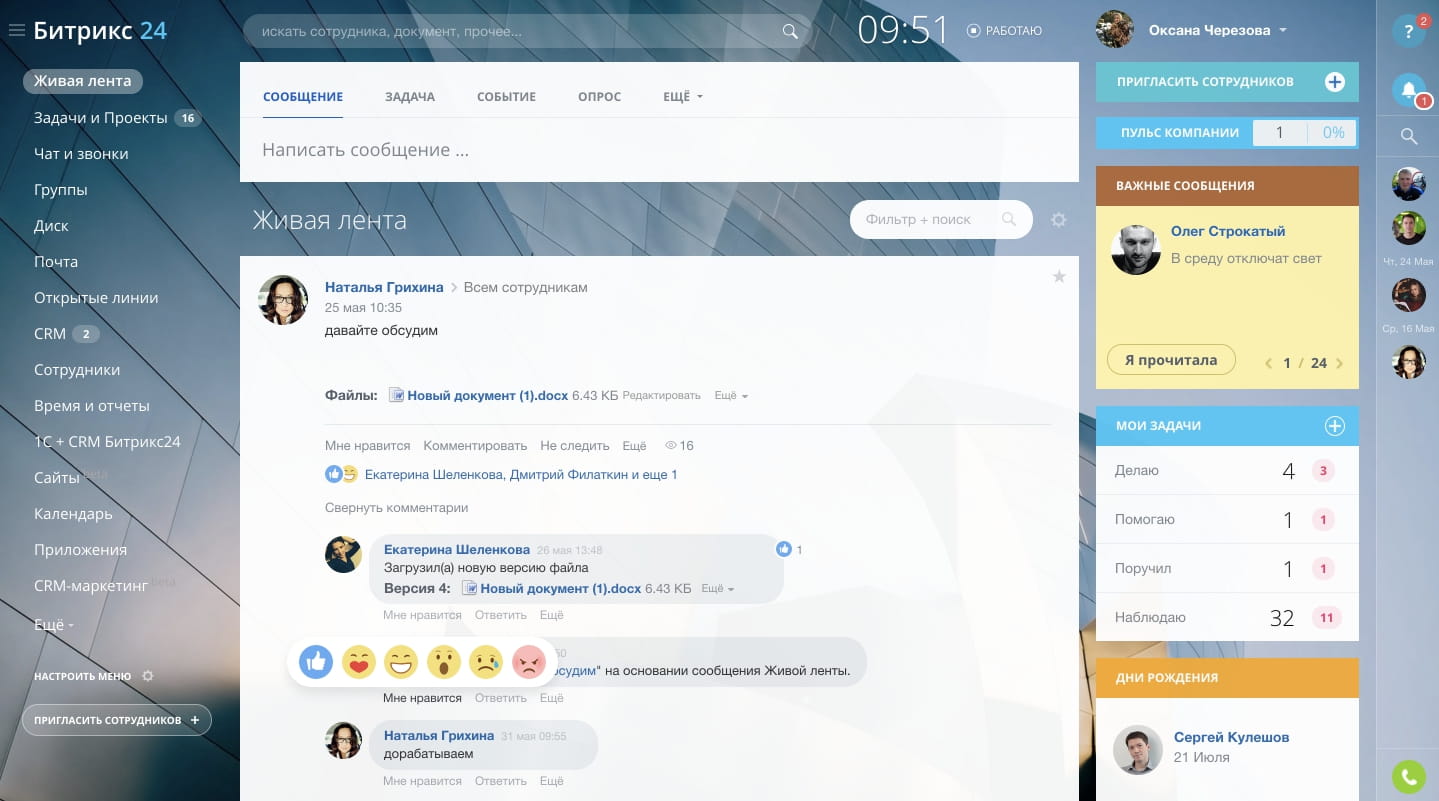 Битрикс 24
искать сотрудника, документ, прочее...
09:51
РАБОТАЮ
Оксана Черезова
?
2
1
Живая лента
Задачи и Проекты 16
Чат и звонки
Группы
Диск
Почта
Открытые линии
CRM 2
Сотрудники
Время и отчеты
1С + CRM Битрикс24
Сайты beta
Календарь
Приложения
CRM-маркетинг beta
Ещё
НАСТРОИТЬ МЕНЮ
ПРИГЛАСИТЬ СОТРУДНИКОВ +
СООБЩЕНИЕ ЗАДАЧА СОБЫТИЕ ОПРОС ЕЩЁ
Написать сообщение ...
Живая лента
Фильтр + поиск
Наталья Грихина > Всем сотрудникам
25 мая 10:35
давайте обсудим
Файлы: Новый документ (1).docx 6.43 КБ Редактировать Ещё
Мне нравится Комментировать Не следить Ещё 16
Екатерина Шеленкова, Дмитрий Филаткин и еще 1
Свернуть комментарии
Екатерина Шеленкова 26 мая 13:48
1
Загрузил(а) новую версию файла
Версия 4: Новый документ (1).docx 6.43 КБ Ещё
Мне нравится Ответить Ещё
50
обсудим" на основании сообщения Живой ленты.
Мне нравится Ответить Ещё
Наталья Грихина 31 мая 09:55
дорабатываем
Мне нравится Ответить Ещё
ПРИГЛАСИТЬ СОТРУДНИКОВ +
ПУЛЬС КОМПАНИИ 1 0%
ВАЖНЫЕ СООБЩЕНИЯ
Олег Строкатый
В среду отключат свет
Я прочитала
‹ 1 / 24 ›
МОИ ЗАДАЧИ +
Делаю 4 3
Помогаю 1 1
Поручил 1 1
Наблюдаю 32 11
ДНИ РОЖДЕНИЯ
Сергей Кулешов
21 Июля
Чт, 24 Мая
Ср, 16 Мая